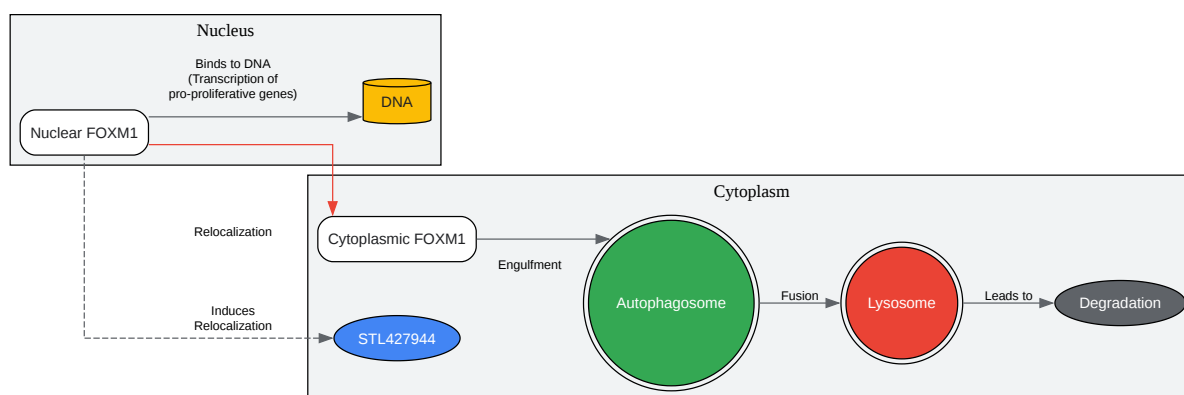 Nucleus
Binds to DNA
(Transcription of
pro-proliferative genes)
DNA
Nuclear FOXM1
Cytoplasm
Relocalization
Cytoplasmic FOXM1
Engulfment
Autophagosome
Fusion
Lysosome
Leads to
Degradation
Induces
Relocalization
STL427944